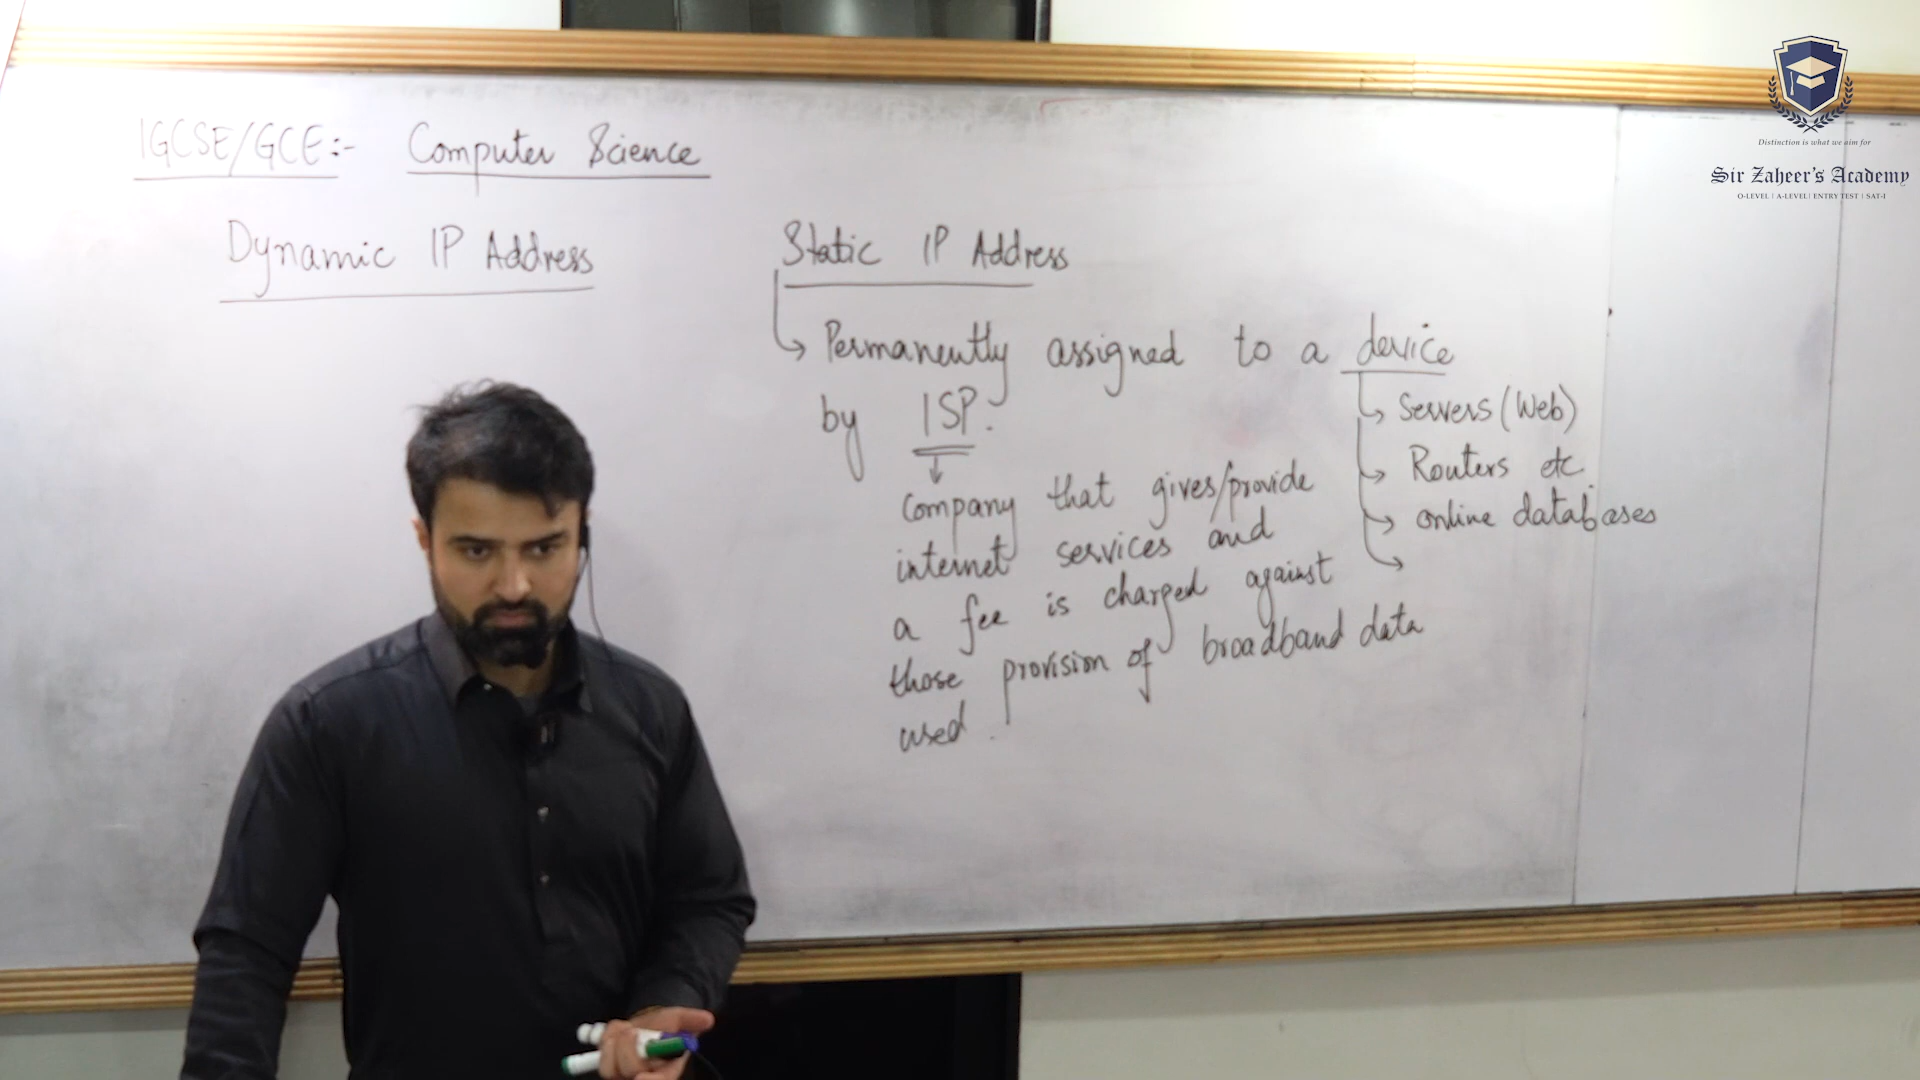 IGCSE/GCE:- Computer Science
Dynamic IP Address
Static IP Address
Permanently assigned to a device
by ISP.
Servers (Web)
Routers etc
online databases
Company that gives/provide
internet services and
a fee is charged against
those provision of broadband data
used.
Distinction is what we aim for
Sir Zaheer's Academy
O-LEVEL | A-LEVEL | ENTRY TEST | SAT-I